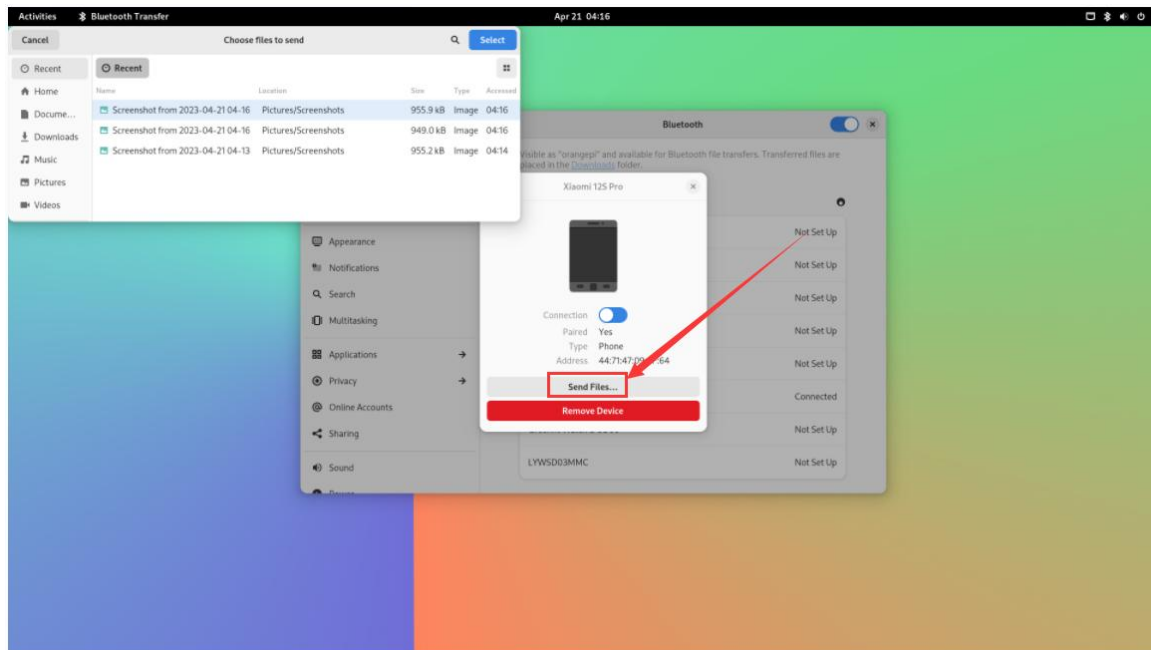 Activities Bluetooth Transfer Apr 21 04:16
Cancel Choose files to send Select
Recent
Home
Docume...
Downloads
Music
Pictures
Videos
Recent
Name Location Size Type Accessed
Screenshot from 2023-04-21 04-16 Pictures/Screenshots 955.9 kB Image 04:16
Screenshot from 2023-04-21 04-16 Pictures/Screenshots 949.0 kB Image 04:16
Screenshot from 2023-04-21 04-13 Pictures/Screenshots 955.2 kB Image 04:14
Bluetooth
Visible as "orangepi" and available for Bluetooth file transfers. Transferred files are
placed in the Downloads folder.
Appearance
Notifications
Search
Multitasking
Applications
Privacy
Online Accounts
Sharing
Sound
Xiaomi 12S Pro
Connection
Paired Yes
Type Phone
Address
Send Files...
Remove Device
Not Set Up
Not Set Up
Not Set Up
Not Set Up
Not Set Up
Connected
Not Set Up
LYWSD03MMC Not Set Up